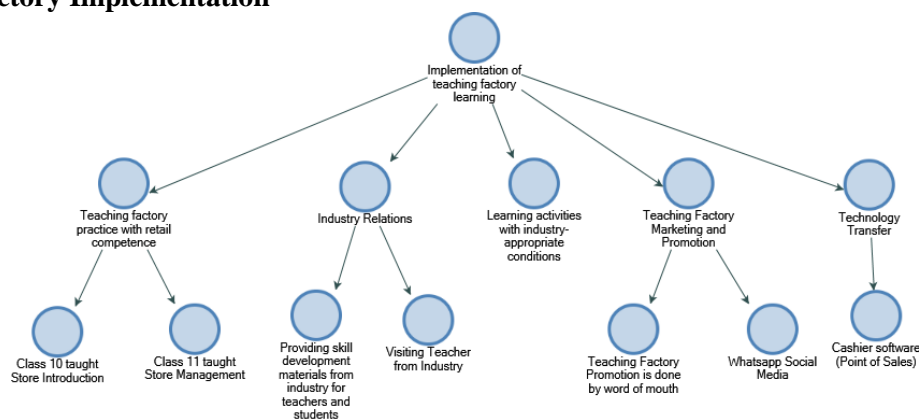 ctory Implementation
Implementation of
teaching factory
learning
Teaching factory
practice with retail
competence
Industry Relations
Learning activities
with industry-
appropriate
conditions
Teaching Factory
Marketing and
Promotion
Technology
Transfer
Class 10 taught
Store Introduction
Class 11 taught
Store Management
Providing skill
development
materials from
industry for
teachers and
students
Visiting Teacher
from Industry
Teaching Factory
Promotion is done
by word of mouth
Whatsapp Social
Media
Cashier software
(Point of Sales)